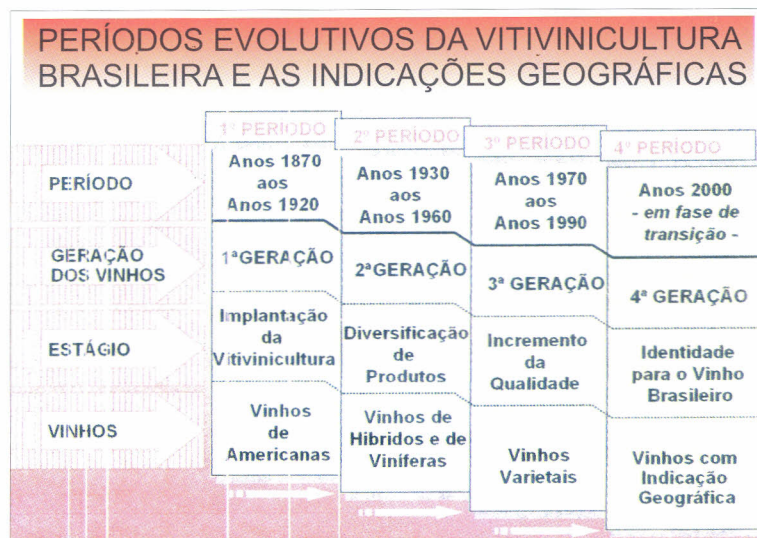 PERÍODOS EVOLUTIVOS DA VITIVINICULTURA
BRASILEIRA E AS INDICAÇÕES GEOGRÁFICAS
1º PERÍODO
2º PERÍODO
3º PERÍODO
4º PERÍODO
PERÍODO
Anos 1870
aos
Anos 1920
Anos 1930
aos
Anos 1960
Anos 1970
aos
Anos 1990
Anos 2000
- em fase de
transição -
GERAÇÃO
DOS VINHOS
1ªGERAÇÃO
2ªGERAÇÃO
3ª GERAÇÃO
4ª GERAÇÃO
ESTÁGIO
Implantação
da
Vitivinicultura
Diversificação
de
Produtos
Incremento
da
Qualidade
Identidade
para o Vinho
Brasileiro
VINHOS
Vinhos
de
Americanas
Vinhos de
Hibridos e de
Viníferas
Vinhos
Varietais
Vinhos com
Indicação
Geográfica